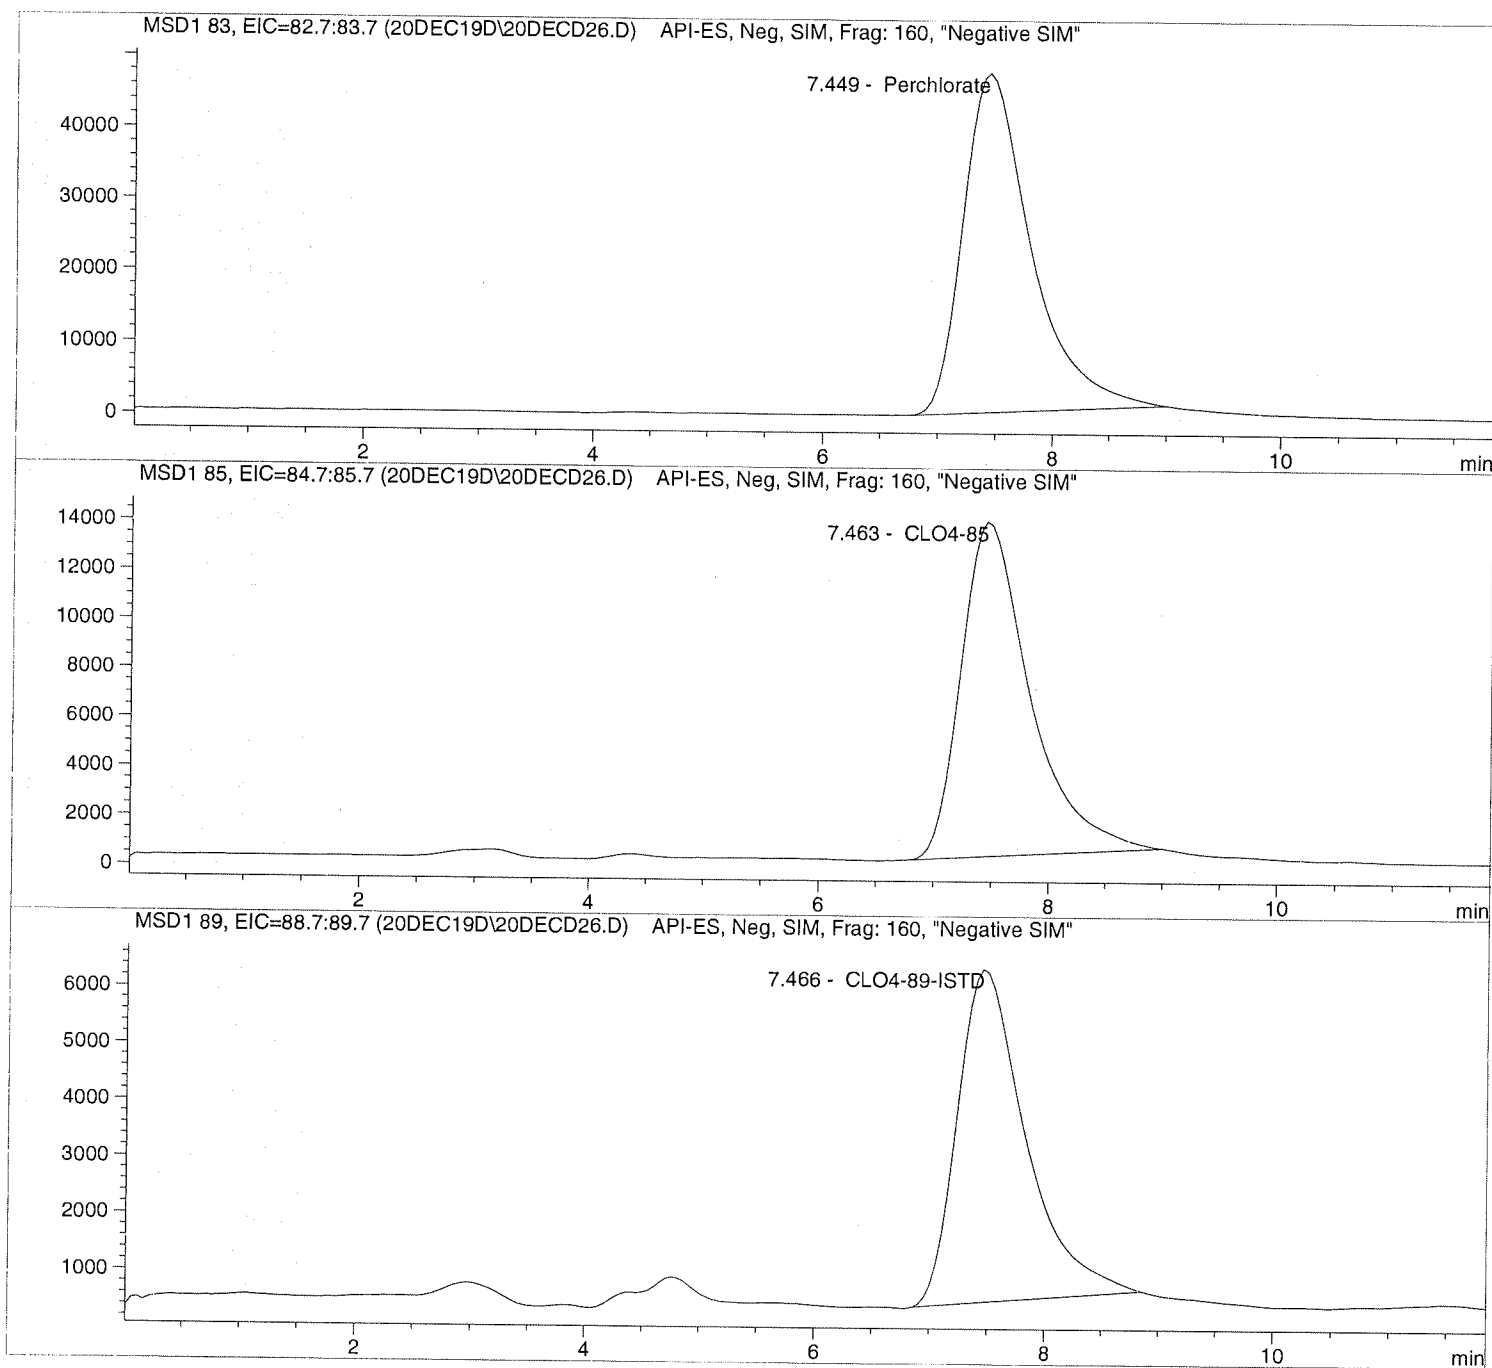 MSD1 83, EIC=82.7:83.7 (20DEC19D\20DECD26.D) API-ES, Neg, SIM, Frag: 160, "Negative SIM"
7.449 - Perchlorate
40000
30000
20000
10000
0
2 4 6 8 10 min
MSD1 85, EIC=84.7:85.7 (20DEC19D\20DECD26.D) API-ES, Neg, SIM, Frag: 160, "Negative SIM"
7.463 - CLO4-85
14000
12000
10000
8000
6000
4000
2000
0
2 4 6 8 10 min
MSD1 89, EIC=88.7:89.7 (20DEC19D\20DECD26.D) API-ES, Neg, SIM, Frag: 160, "Negative SIM"
7.466 - CLO4-89-ISTD
6000
5000
4000
3000
2000
1000
2 4 6 8 10 min